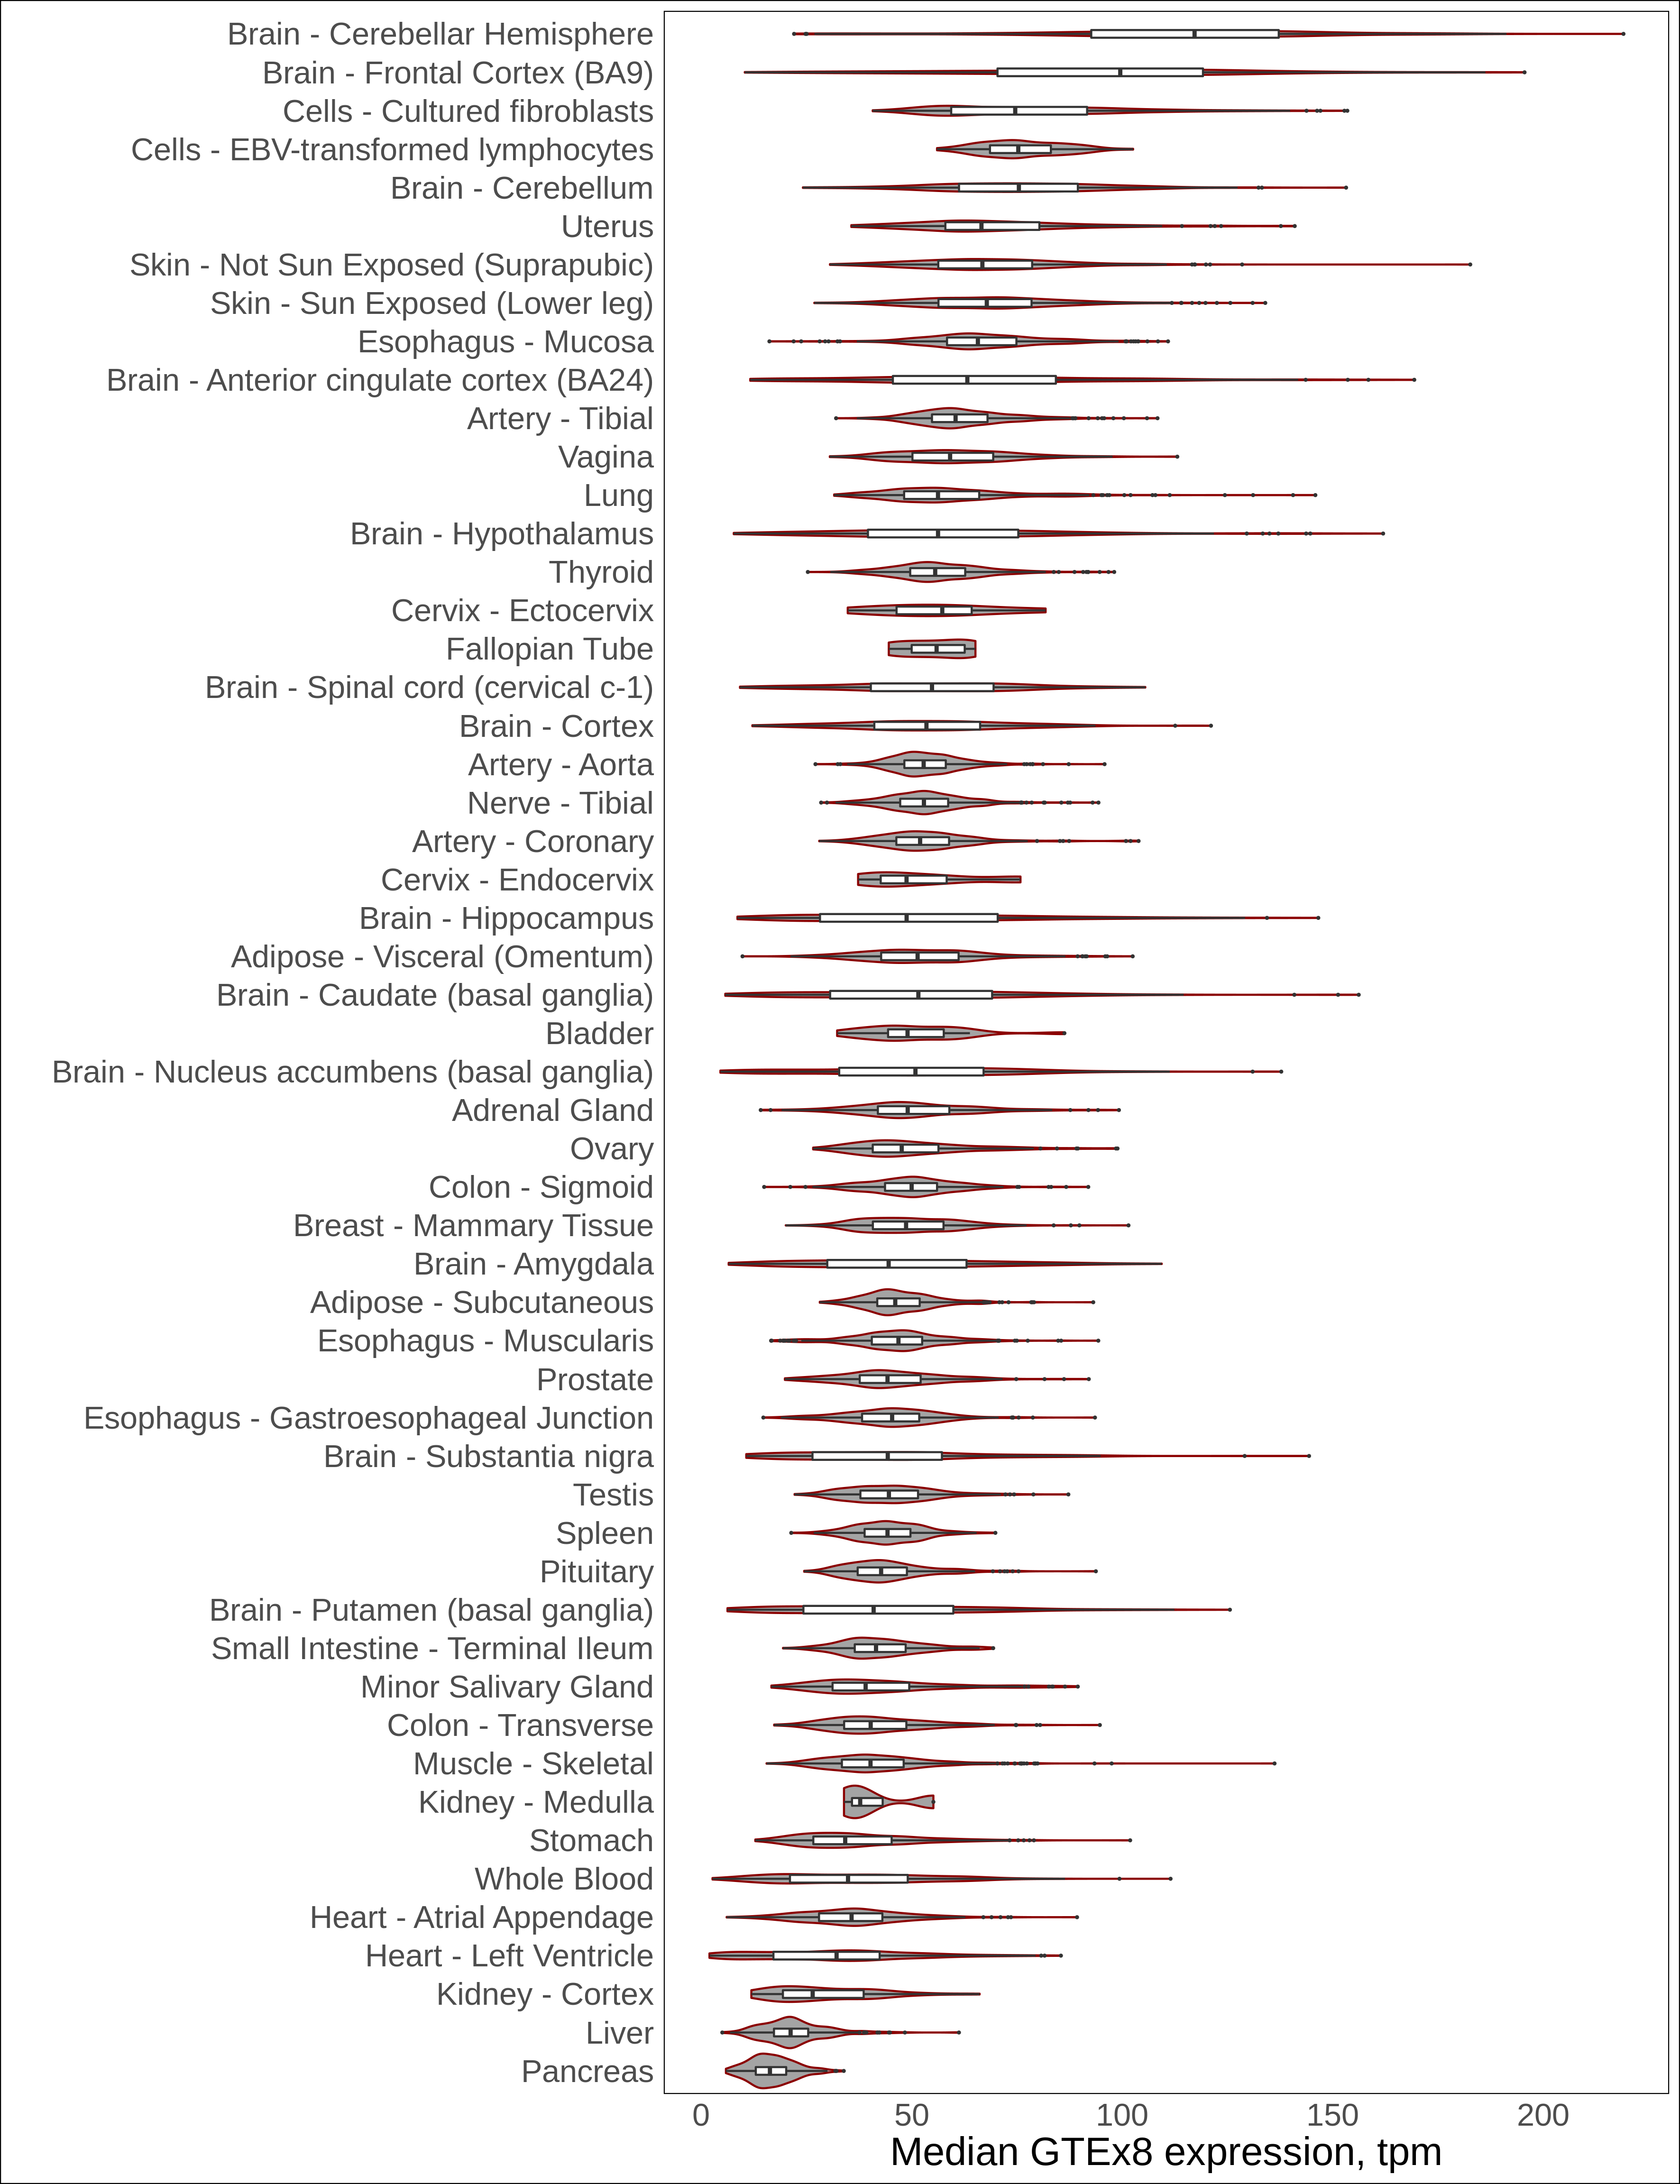 Brain - Cerebellar Hemisphere
Brain - Frontal Cortex (BA9)
Cells - Cultured fibroblasts
Cells - EBV-transformed lymphocytes
Brain - Cerebellum
Uterus
Skin - Not Sun Exposed (Suprapubic)
Skin - Sun Exposed (Lower leg)
Esophagus - Mucosa
Brain - Anterior cingulate cortex (BA24)
Artery - Tibial
Vagina
Lung
Brain - Hypothalamus
Thyroid
Cervix - Ectocervix
Fallopian Tube
Brain - Spinal cord (cervical c-1)
Brain - Cortex
Artery - Aorta
Nerve - Tibial
Artery - Coronary
Cervix - Endocervix
Brain - Hippocampus
Adipose - Visceral (Omentum)
Brain - Caudate (basal ganglia)
Bladder
Brain - Nucleus accumbens (basal ganglia)
Adrenal Gland
Ovary
Colon - Sigmoid
Breast - Mammary Tissue
Brain - Amygdala
Adipose - Subcutaneous
Esophagus - Muscularis
Prostate
Esophagus - Gastroesophageal Junction
Brain - Substantia nigra
Testis
Spleen
Pituitary
Brain - Putamen (basal ganglia)
Small Intestine - Terminal Ileum
Minor Salivary Gland
Colon - Transverse
Muscle - Skeletal
Kidney - Medulla
Stomach
Whole Blood
Heart - Atrial Appendage
Heart - Left Ventricle
Kidney - Cortex
Liver
Pancreas
0 50 100 150 200
Median GTEx8 expression, tpm